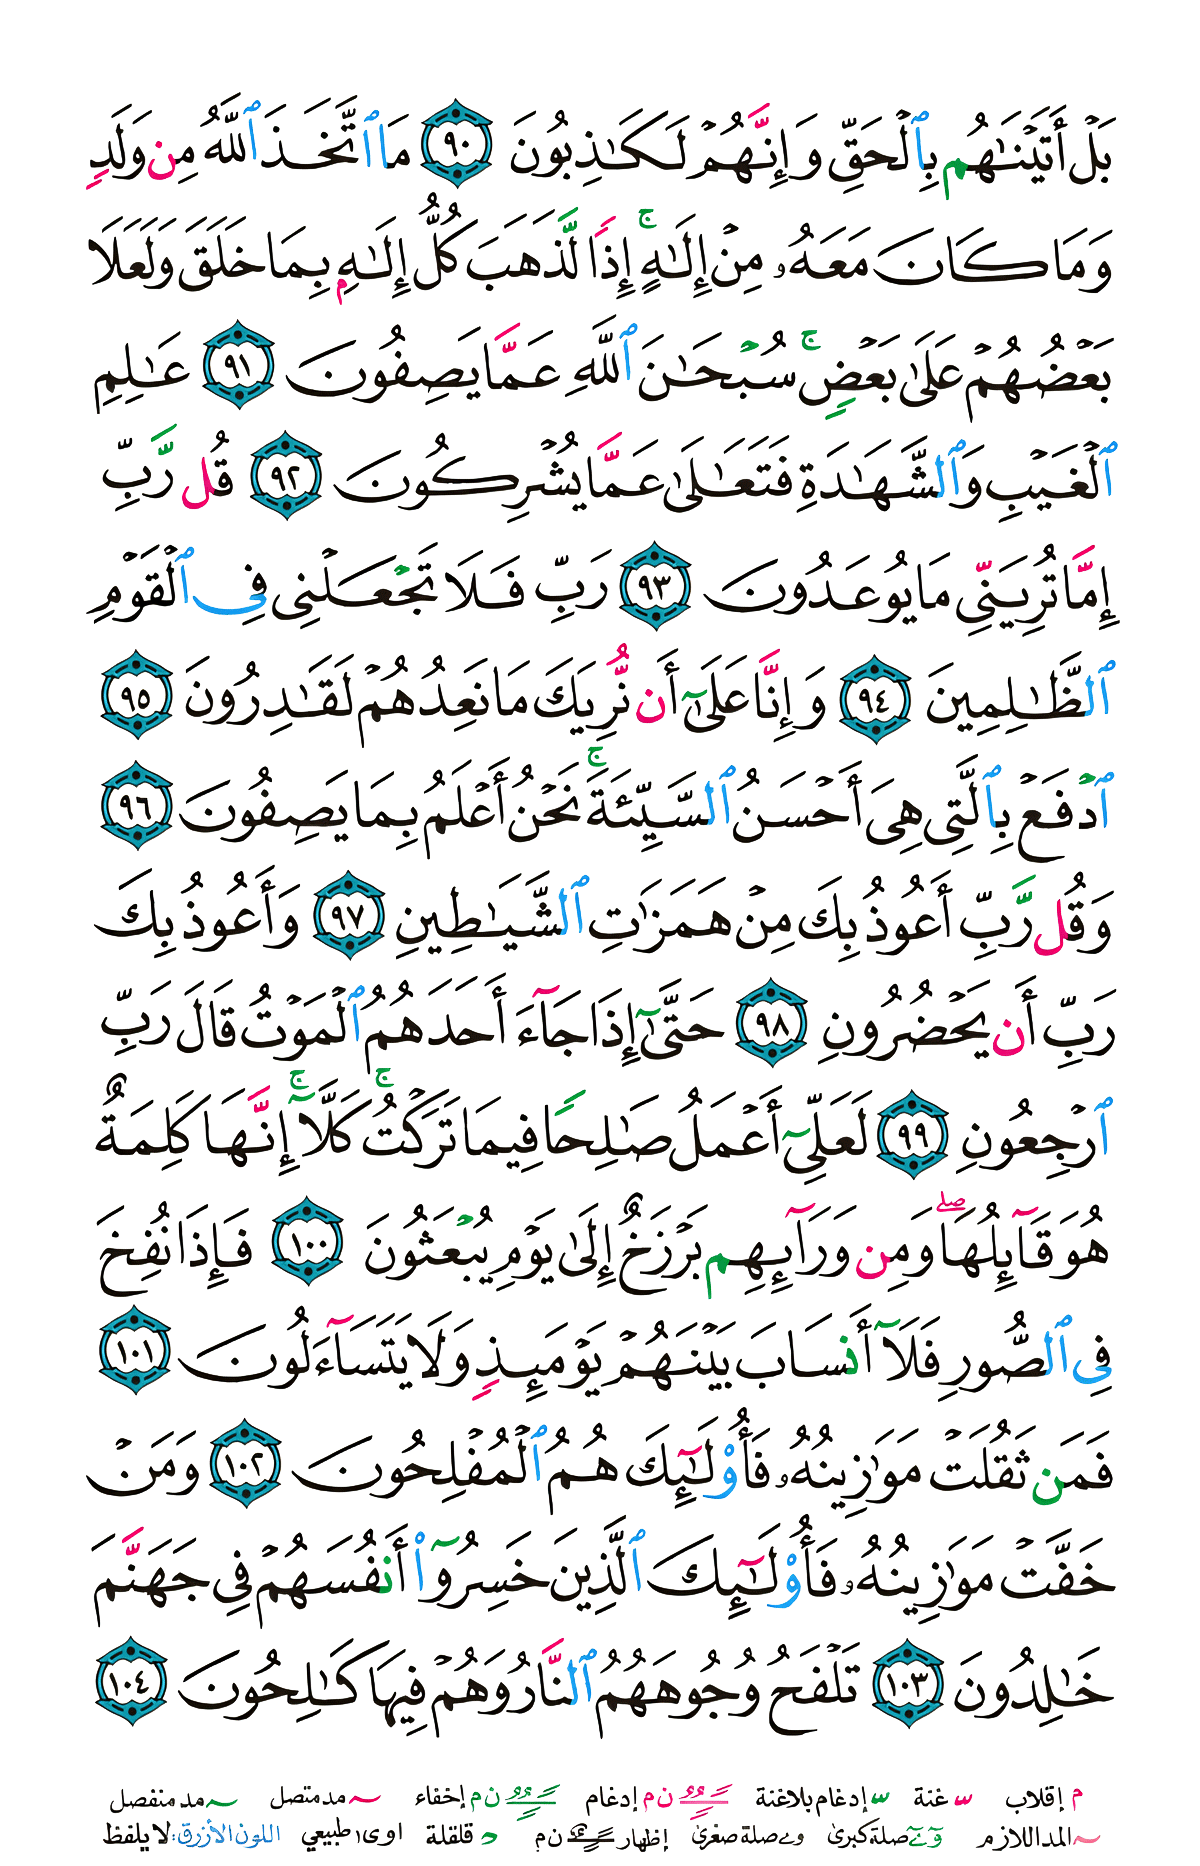 بَلْ أَتَيْنَٰهُم بِٱلْحَقِّ وَإِنَّهُمْ لَكَٰذِبُونَ ٩٠ مَا ٱتَّخَذَ ٱللَّهُ مِن وَلَدٍ
وَمَا كَانَ مَعَهُۥ مِنْ إِلَٰهٍ ۚ إِذًا لَّذَهَبَ كُلُّ إِلَٰهٍۭ بِمَا خَلَقَ وَلَعَلَا
بَعْضُهُمْ عَلَىٰ بَعْضٍ ۚ سُبْحَٰنَ ٱللَّهِ عَمَّا يَصِفُونَ ٩١ عَٰلِمِ
ٱلْغَيْبِ وَٱلشَّهَٰدَةِ فَتَعَٰلَىٰ عَمَّا يُشْرِكُونَ ٩٢ قُل رَّبِّ
إِمَّا تُرِيَنِّي مَا يُوعَدُونَ ٩٣ رَبِّ فَلَا تَجْعَلْنِي فِي ٱلْقَوْمِ
ٱلظَّٰلِمِينَ ٩٤ وَإِنَّا عَلَىٰٓ أَن نُّرِيَكَ مَا نَعِدُهُمْ لَقَٰدِرُونَ ٩٥
ٱدْفَعْ بِٱلَّتِي هِيَ أَحْسَنُ ٱلسَّيِّئَةَ ۚ نَحْنُ أَعْلَمُ بِمَا يَصِفُونَ ٩٦
وَقُل رَّبِّ أَعُوذُ بِكَ مِنْ هَمَزَٰتِ ٱلشَّيَٰطِينِ ٩٧ وَأَعُوذُ بِكَ
رَبِّ أَن يَحْضُرُونِ ٩٨ حَتَّىٰٓ إِذَا جَآءَ أَحَدَهُمُ ٱلْمَوْتُ قَالَ رَبِّ
ٱرْجِعُونِ ٩٩ لَعَلِّيٓ أَعْمَلُ صَٰلِحًا فِيمَا تَرَكْتُ ۚ كَلَّآ ۚ إِنَّهَا كَلِمَةٌ
هُوَ قَآئِلُهَا ۖ وَمِن وَرَآئِهِم بَرْزَخٌ إِلَىٰ يَوْمِ يُبْعَثُونَ ١٠٠ فَإِذَا نُفِخَ
فِي ٱلصُّورِ فَلَآ أَنسَابَ بَيْنَهُمْ يَوْمَئِذٍ وَلَا يَتَسَآءَلُونَ ١٠١
فَمَن ثَقُلَتْ مَوَٰزِينُهُۥ فَأُو۟لَٰٓئِكَ هُمُ ٱلْمُفْلِحُونَ ١٠٢ وَمَنْ
خَفَّتْ مَوَٰزِينُهُۥ فَأُو۟لَٰٓئِكَ ٱلَّذِينَ خَسِرُوٓا۟ أَنفُسَهُمْ فِي جَهَنَّمَ
خَٰلِدُونَ ١٠٣ تَلْفَحُ وُجُوهَهُمُ ٱلنَّارُ وَهُمْ فِيهَا كَٰلِحُونَ ١٠٤
م إقلاب ّ غنة ّ إدغام بلاغنة ن م إدغام ن م إخفاء ~ مد متصل ~ مد منفصل
~ المد اللازم صلة كبرى و ے صلة صغرى إظهار ن م قلقلة ا و ى طبيعي اللون الأزرق: لا يلفظ